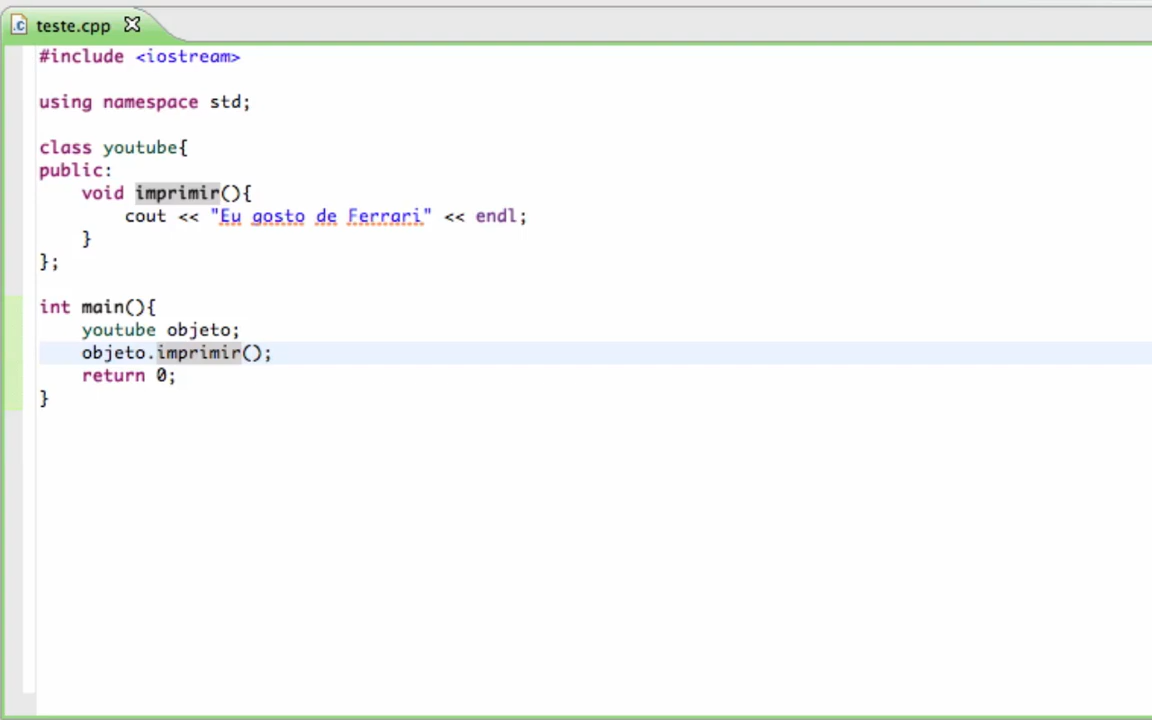 teste.cpp
#include <iostream>
using namespace std;
class youtube{
public:
void imprimir(){
cout << "Eu gosto de Ferrari" << endl;
}
};
int main(){
youtube objeto;
objeto.imprimir();
return 0;
}